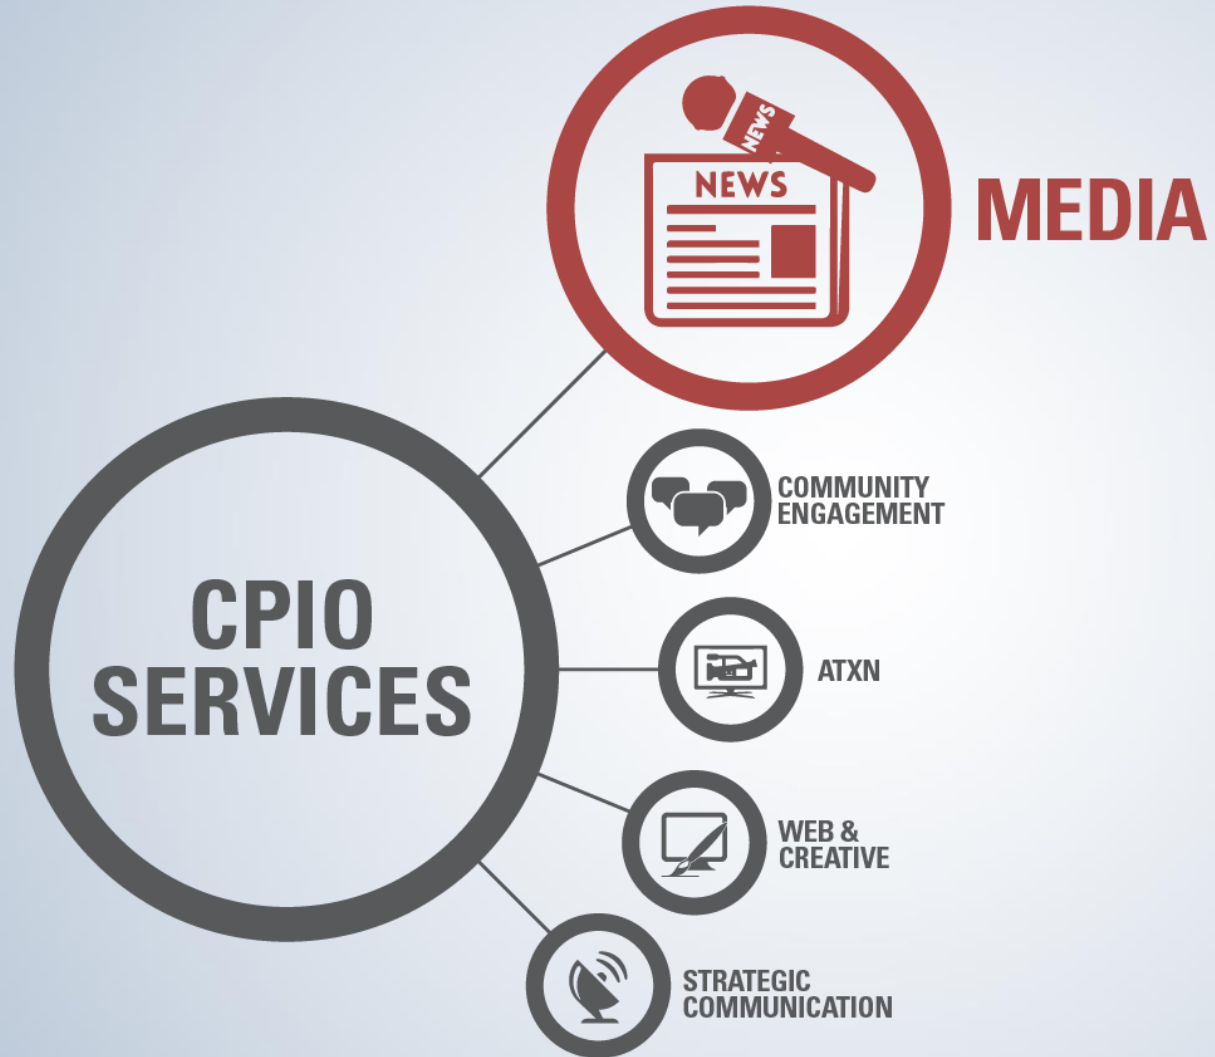 NEWS
NEWS
MEDIA
COMMUNITY
ENGAGEMENT
CPIO
SERVICES
ATXN
WEB &
CREATIVE
STRATEGIC
COMMUNICATION